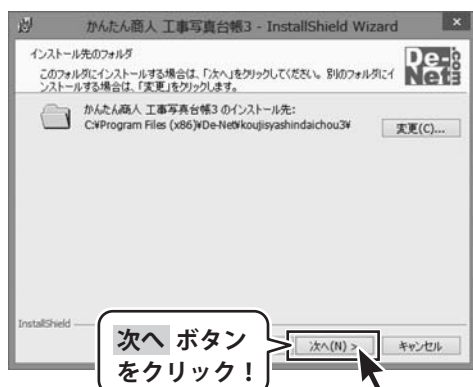 かんたん商人 工事写真台帳3 - InstallShield Wizard
インストール先のフォルダ
このフォルダにインストールする場合は、「次へ」をクリックしてください。別のフォルダにイ
ンストールする場合は、「変更」をクリックします。
De-
Net
かんたん商人 工事写真台帳3 のインストール先:
C:¥Program Files (x86)¥De-Net¥koujisyashindaichou3¥
変更(C)...
InstallShield
次へ ボタン
をクリック!
次へ(N) >
キャンセル